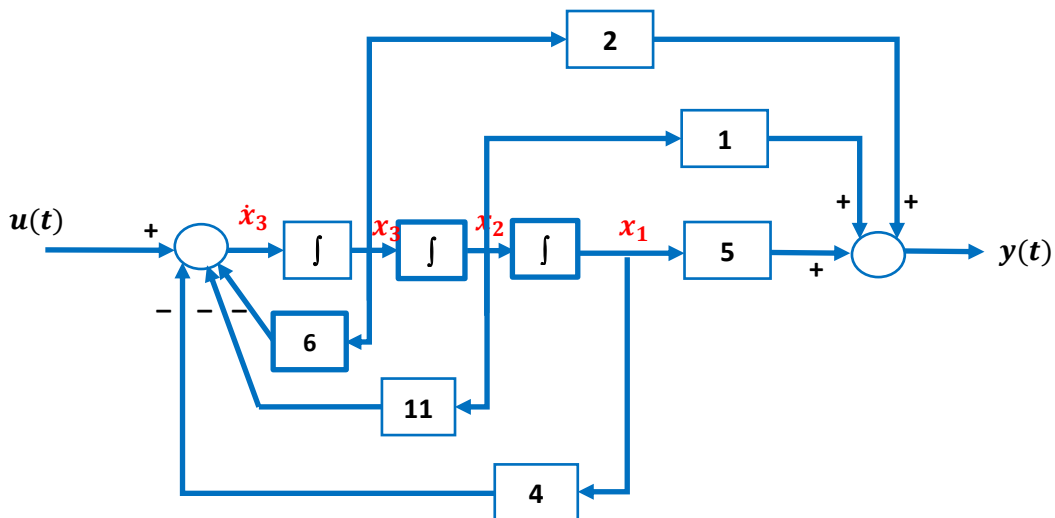 2
1
u(t)
+
ẋ₃
∫
x₃
∫
x₂
∫
x₁
5
+
+
+
y(t)
− − −
6
11
4